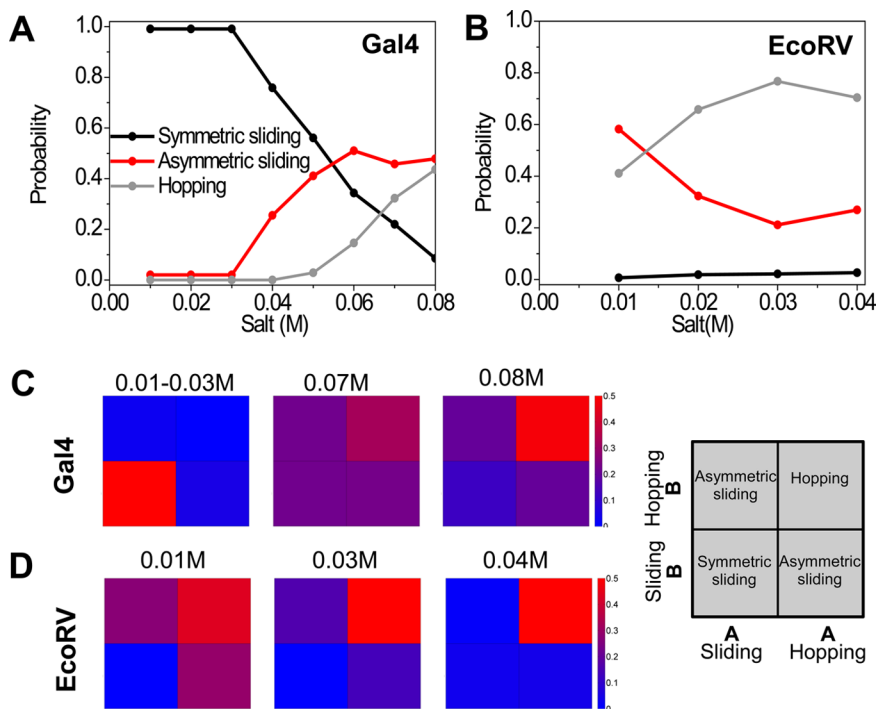 A
Gal4
1.0
0.8
0.6
0.4
0.2
0.0
Probability
Symmetric sliding
Asymmetric sliding
Hopping
0.00
0.02
0.04
0.06
0.08
Salt (M)
B
EcoRV
1.0
0.8
0.6
0.4
0.2
0.0
Probability
0.00
0.01
0.02
0.03
0.04
Salt(M)
C
Gal4
0.01-0.03M
0.07M
0.08M
0.5
0.4
0.3
0.2
0.1
0
D
EcoRV
0.01M
0.03M
0.04M
0.5
0.4
0.3
0.2
0.1
0
Hopping
B
Sliding
B
Asymmetric
sliding
Hopping
Symmetric
sliding
Asymmetric
sliding
A
Sliding
A
Hopping